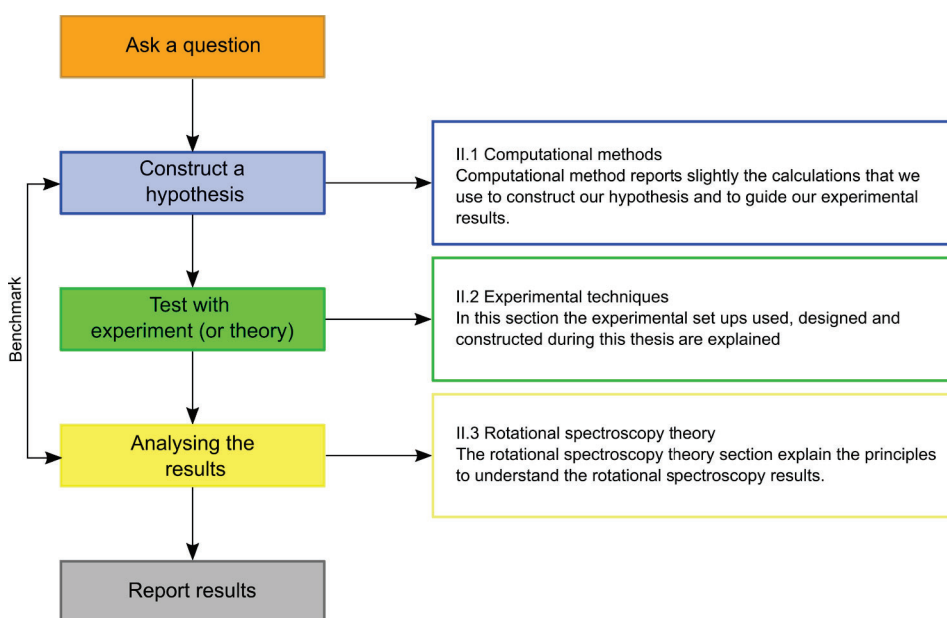 Ask a question
Construct a
hypothesis
II.1 Computational methods
Computational method reports slightly the calculations that we
use to construct our hypothesis and to guide our experimental
results.
Benchmark
Test with
experiment (or theory)
II.2 Experimental techniques
In this section the experimental set ups used, designed and
constructed during this thesis are explained
Analysing the
results
II.3 Rotational spectroscopy theory
The rotational spectroscopy theory section explain the principles
to understand the rotational spectroscopy results.
Report results